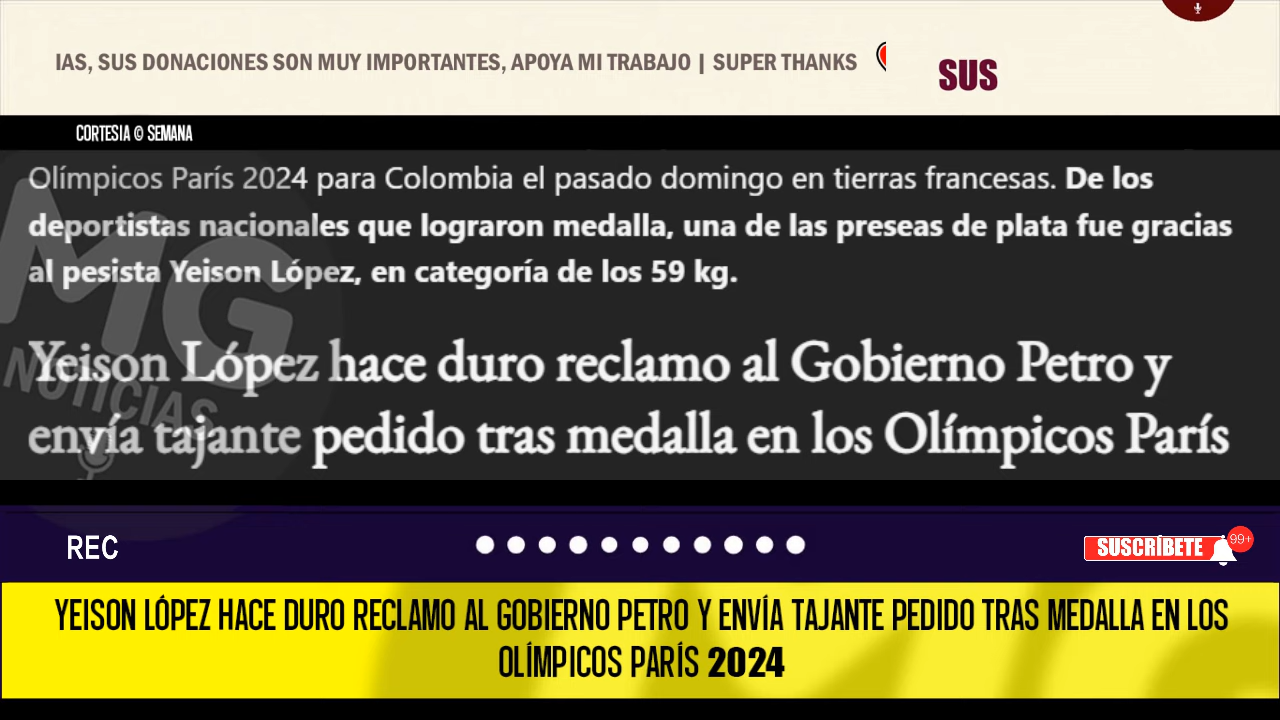 IAS, SUS DONACIONES SON MUY IMPORTANTES, APOYA MI TRABAJO | SUPER THANKS
SUS
CORTESIA © SEMANA
Olímpicos París 2024 para Colombia el pasado domingo en tierras francesas. De los
deportistas nacionales que lograron medalla, una de las preseas de plata fue gracias
al pesista Yeison López, en categoría de los 59 kg.
Yeison López hace duro reclamo al Gobierno Petro y
envía tajante pedido tras medalla en los Olímpicos París
MG
NOTICIAS
REC
SUSCRÍBETE
99+
YEISON LÓPEZ HACE DURO RECLAMO AL GOBIERNO PETRO Y ENVÍA TAJANTE PEDIDO TRAS MEDALLA EN LOS
OLÍMPICOS PARÍS 2024